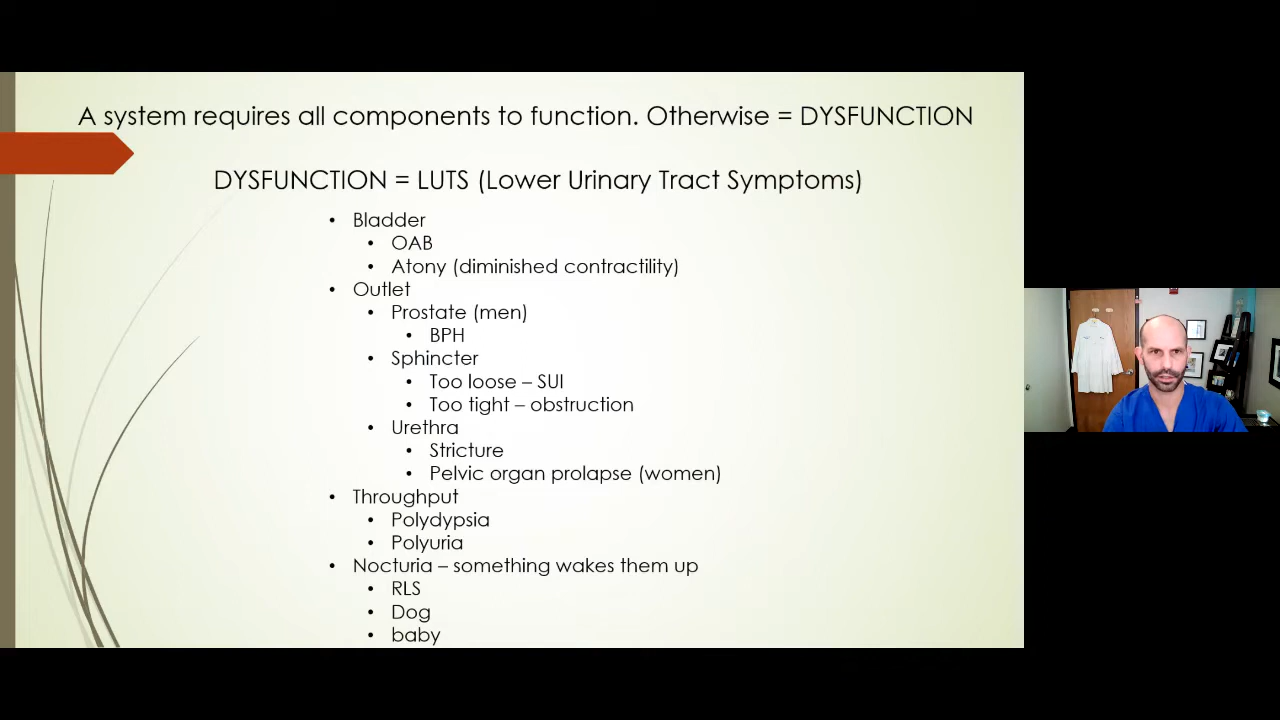 A system requires all components to function. Otherwise = DYSFUNCTION
DYSFUNCTION = LUTS (Lower Urinary Tract Symptoms)
• Bladder
• OAB
• Atony (diminished contractility)
• Outlet
• Prostate (men)
• BPH
• Sphincter
• Too loose – SUI
• Too tight – obstruction
• Urethra
• Stricture
• Pelvic organ prolapse (women)
• Throughput
• Polydypsia
• Polyuria
• Nocturia – something wakes them up
• RLS
• Dog
• baby